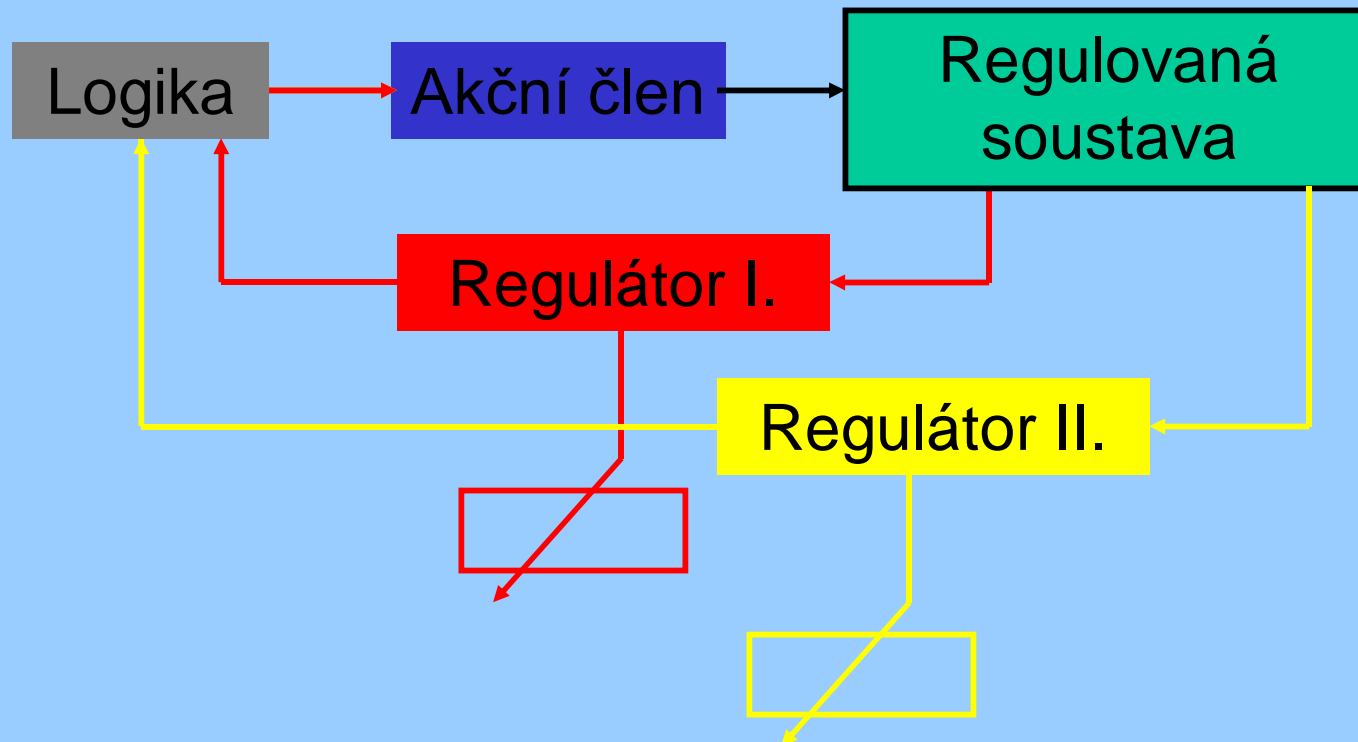 Logika
Akční člen
Regulovaná
soustava
Regulátor I.
Regulátor II.